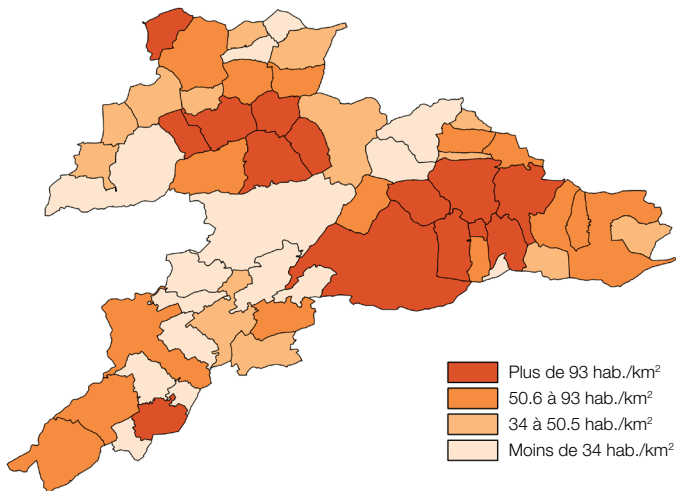 Plus de 93 hab./km²
50.6 à 93 hab./km²
34 à 50.5 hab./km²
Moins de 34 hab./km²